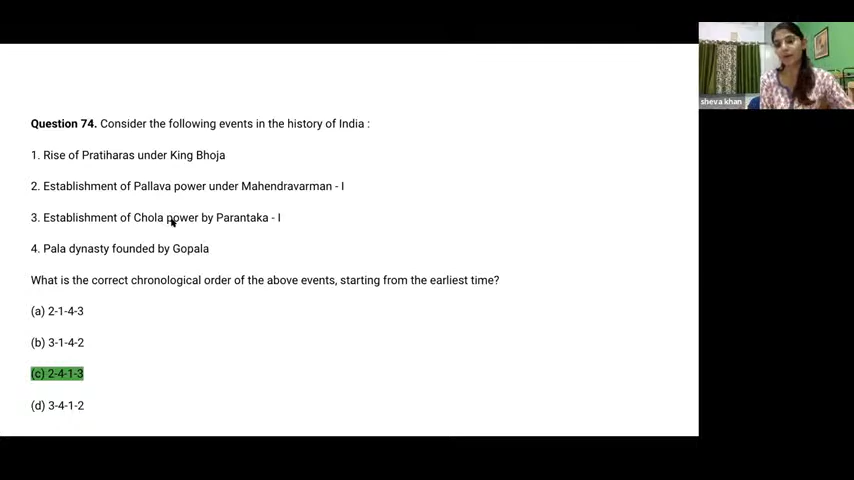 Question 74. Consider the following events in the history of India :
1. Rise of Pratiharas under King Bhoja
2. Establishment of Pallava power under Mahendravarman - I
3. Establishment of Chola power by Parantaka - I
4. Pala dynasty founded by Gopala
What is the correct chronological order of the above events, starting from the earliest time?
(a) 2-1-4-3
(b) 3-1-4-2
(c) 2-4-1-3
(d) 3-4-1-2
sheva khan